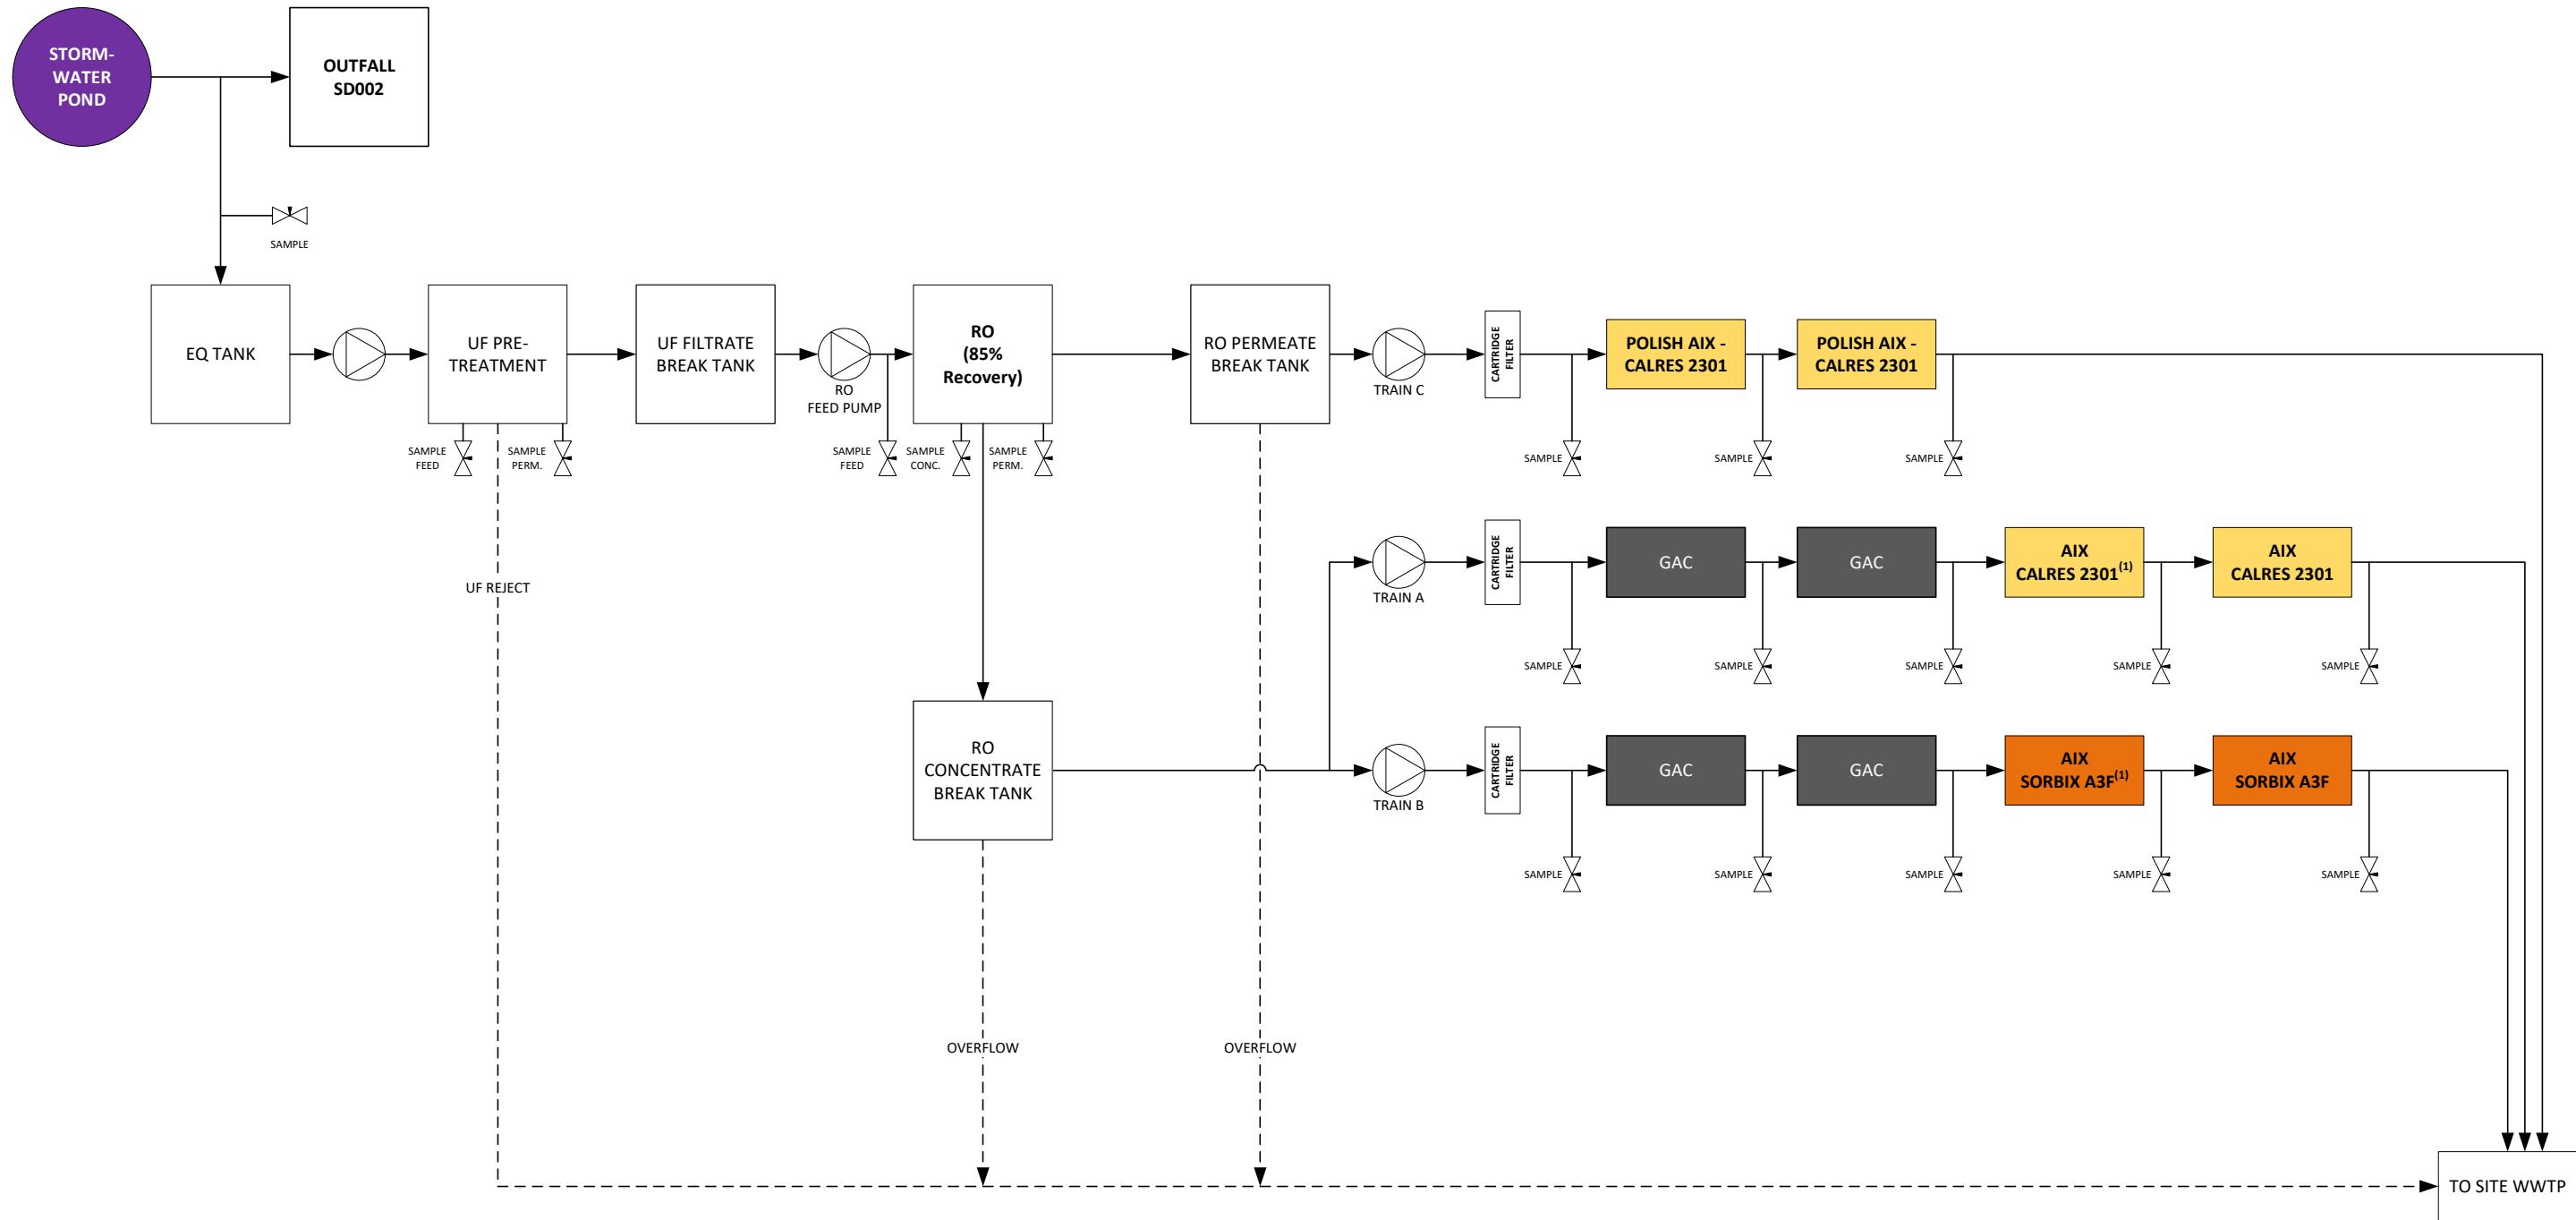 STORM-
WATER
POND
OUTFALL
SD002
SAMPLE
EQ TANK
UF PRE-
TREATMENT
SAMPLE
FEED
SAMPLE
PERM.
UF FILTRATE
BREAK TANK
RO
FEED PUMP
SAMPLE
FEED
RO
(85%
Recovery)
SAMPLE
CONC.
SAMPLE
PERM.
RO PERMEATE
BREAK TANK
TRAIN C
CARTRIDGE
FILTER
POLISH AIX -
CALRES 2301
POLISH AIX -
CALRES 2301
SAMPLE
SAMPLE
SAMPLE
UF REJECT
TRAIN A
CARTRIDGE
FILTER
GAC
GAC
AIX
CALRES 2301(1)
AIX
CALRES 2301
SAMPLE
SAMPLE
SAMPLE
SAMPLE
SAMPLE
RO
CONCENTRATE
BREAK TANK
TRAIN B
CARTRIDGE
FILTER
GAC
GAC
AIX
SORBIX A3F(1)
AIX
SORBIX A3F
SAMPLE
SAMPLE
SAMPLE
SAMPLE
SAMPLE
OVERFLOW
OVERFLOW
TO SITE WWTP